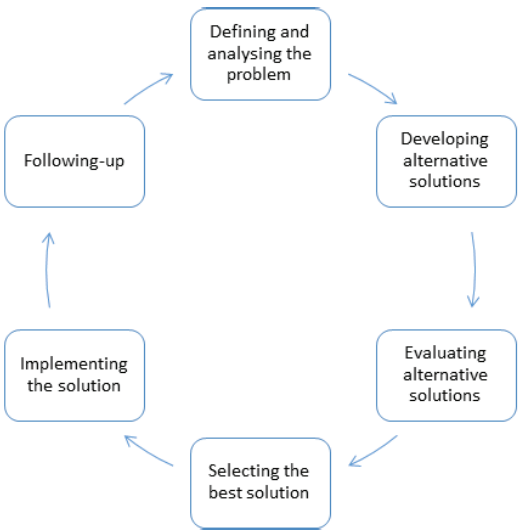 Defining and
analysing the
problem
Developing
alternative
solutions
Evaluating
alternative
solutions
Selecting the
best solution
Implementing
the solution
Following-up